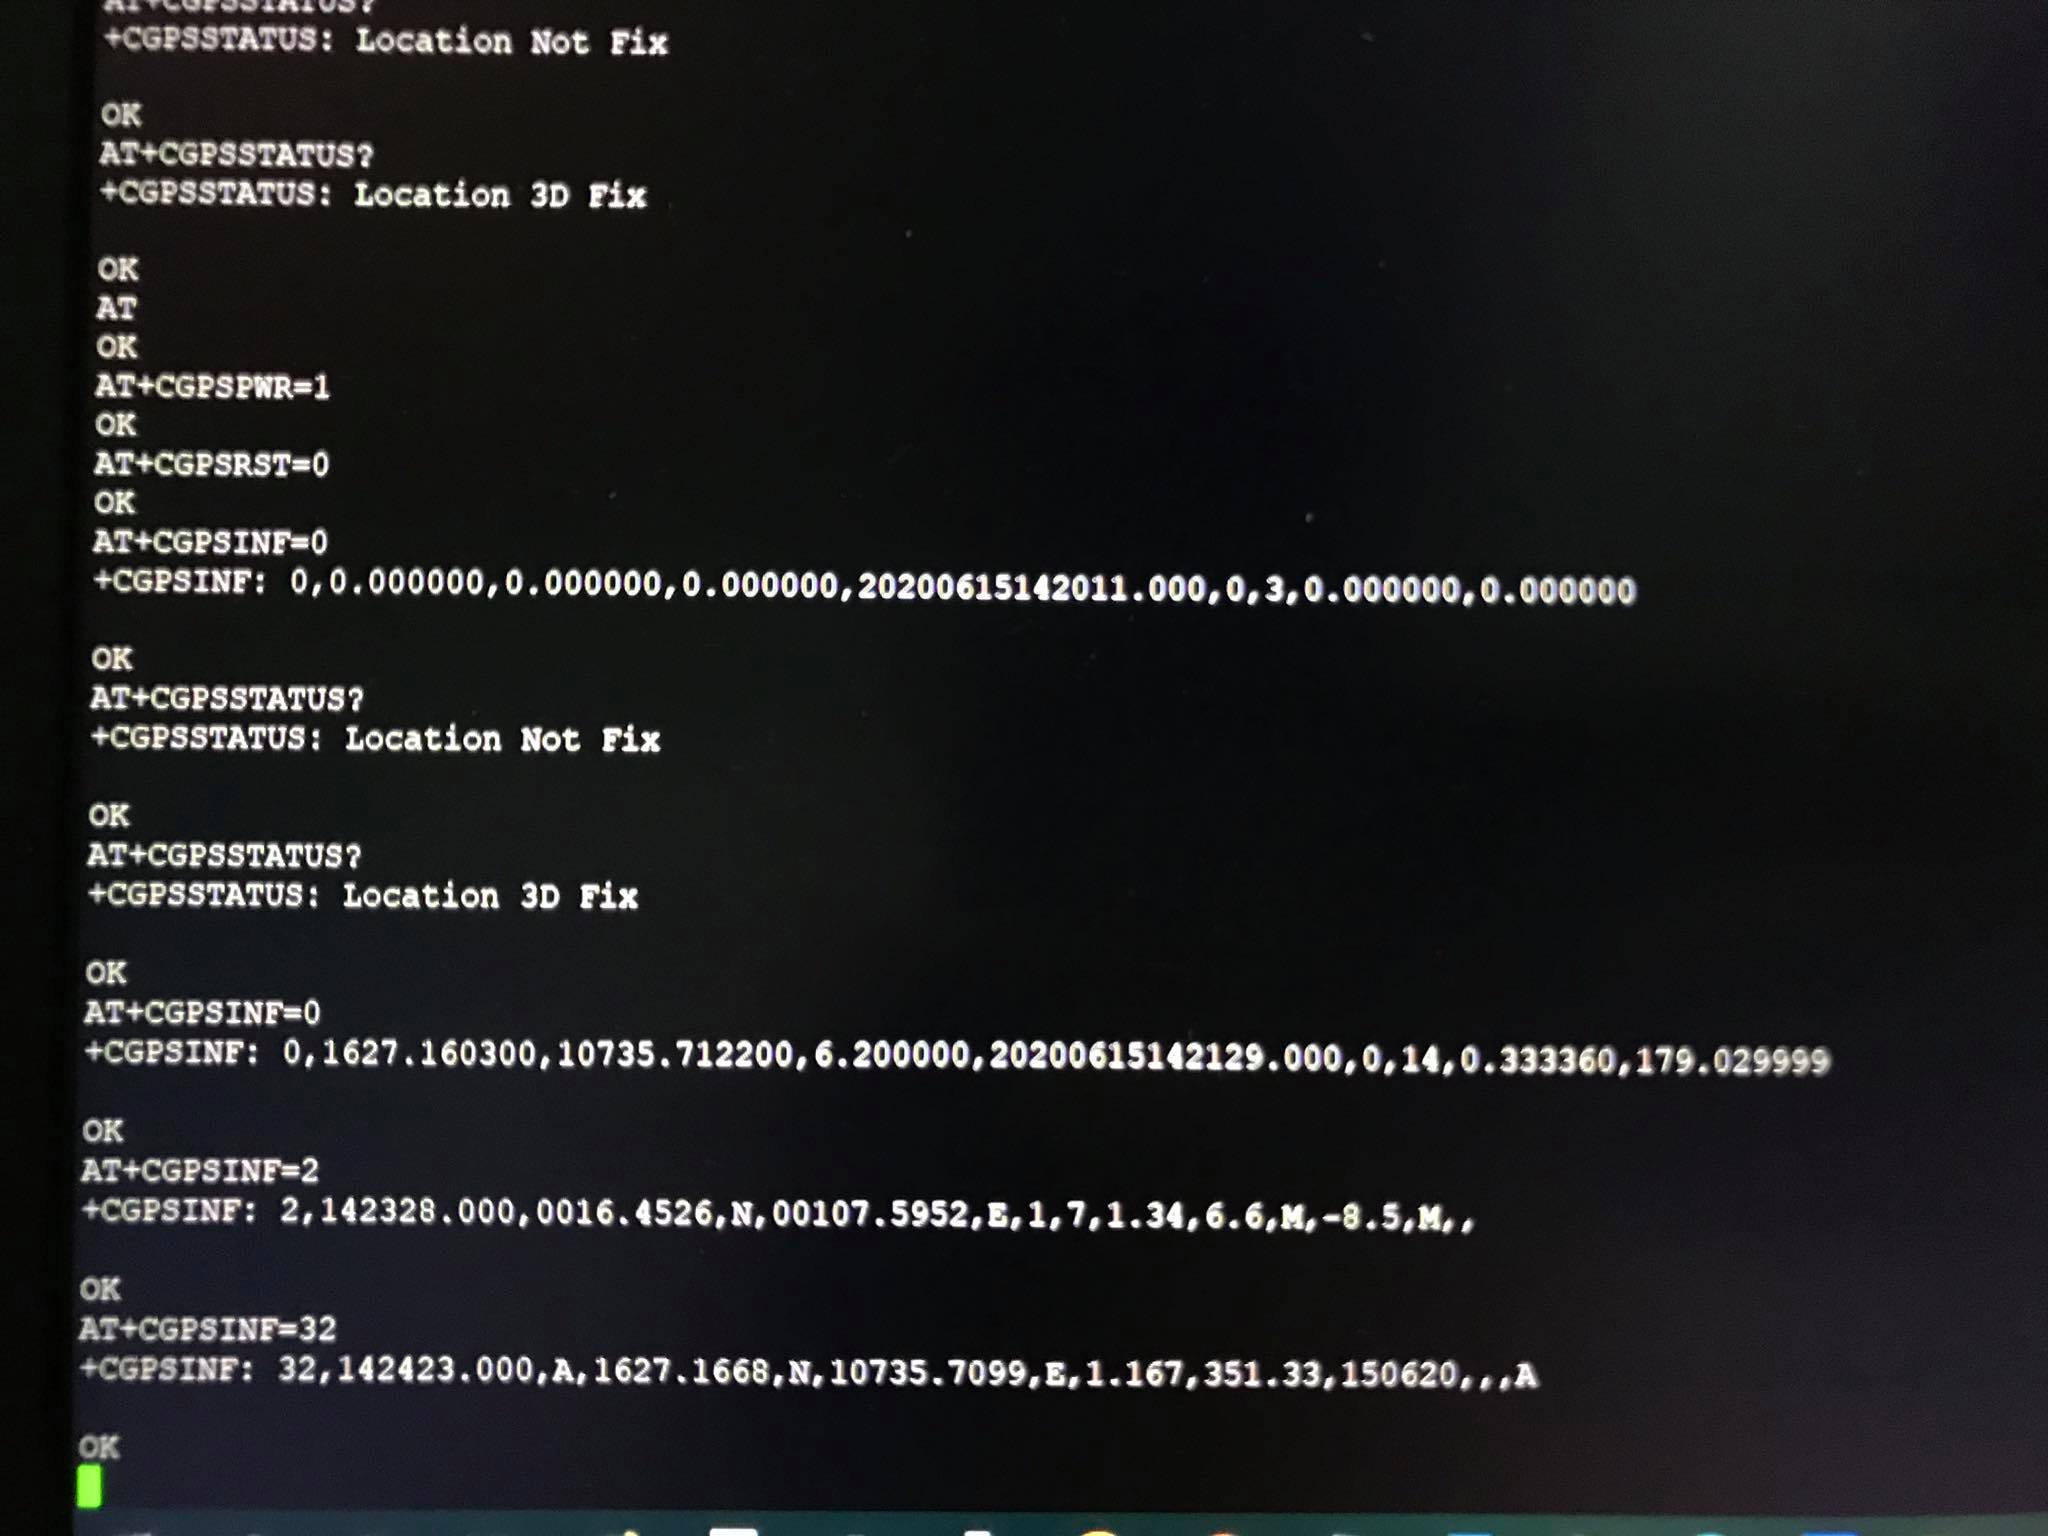 AT+CGPSSTATUS?
+CGPSSTATUS: Location Not Fix
OK
AT+CGPSSTATUS?
+CGPSSTATUS: Location 3D Fix
OK
AT
OK
AT+CGPSPWR=1
OK
AT+CGPSRST=0
OK
AT+CGPSINF=0
+CGPSINF: 0,0.000000,0.000000,0.000000,20200615142011.000,0,3,0.000000,0.000000
OK
AT+CGPSSTATUS?
+CGPSSTATUS: Location Not Fix
OK
AT+CGPSSTATUS?
+CGPSSTATUS: Location 3D Fix
OK
AT+CGPSINF=0
+CGPSINF: 0,1627.160300,10735.712200,6.200000,20200615142129.000,0,14,0.333360,179.029999
OK
AT+CGPSINF=2
+CGPSINF: 2,142328.000,0016.4526,N,00107.5952,E,1,7,1.34,6.6,M,-8.5,M,,
OK
AT+CGPSINF=32
+CGPSINF: 32,142423.000,A,1627.1668,N,10735.7099,E,1.167,351.33,150620,,,A
OK